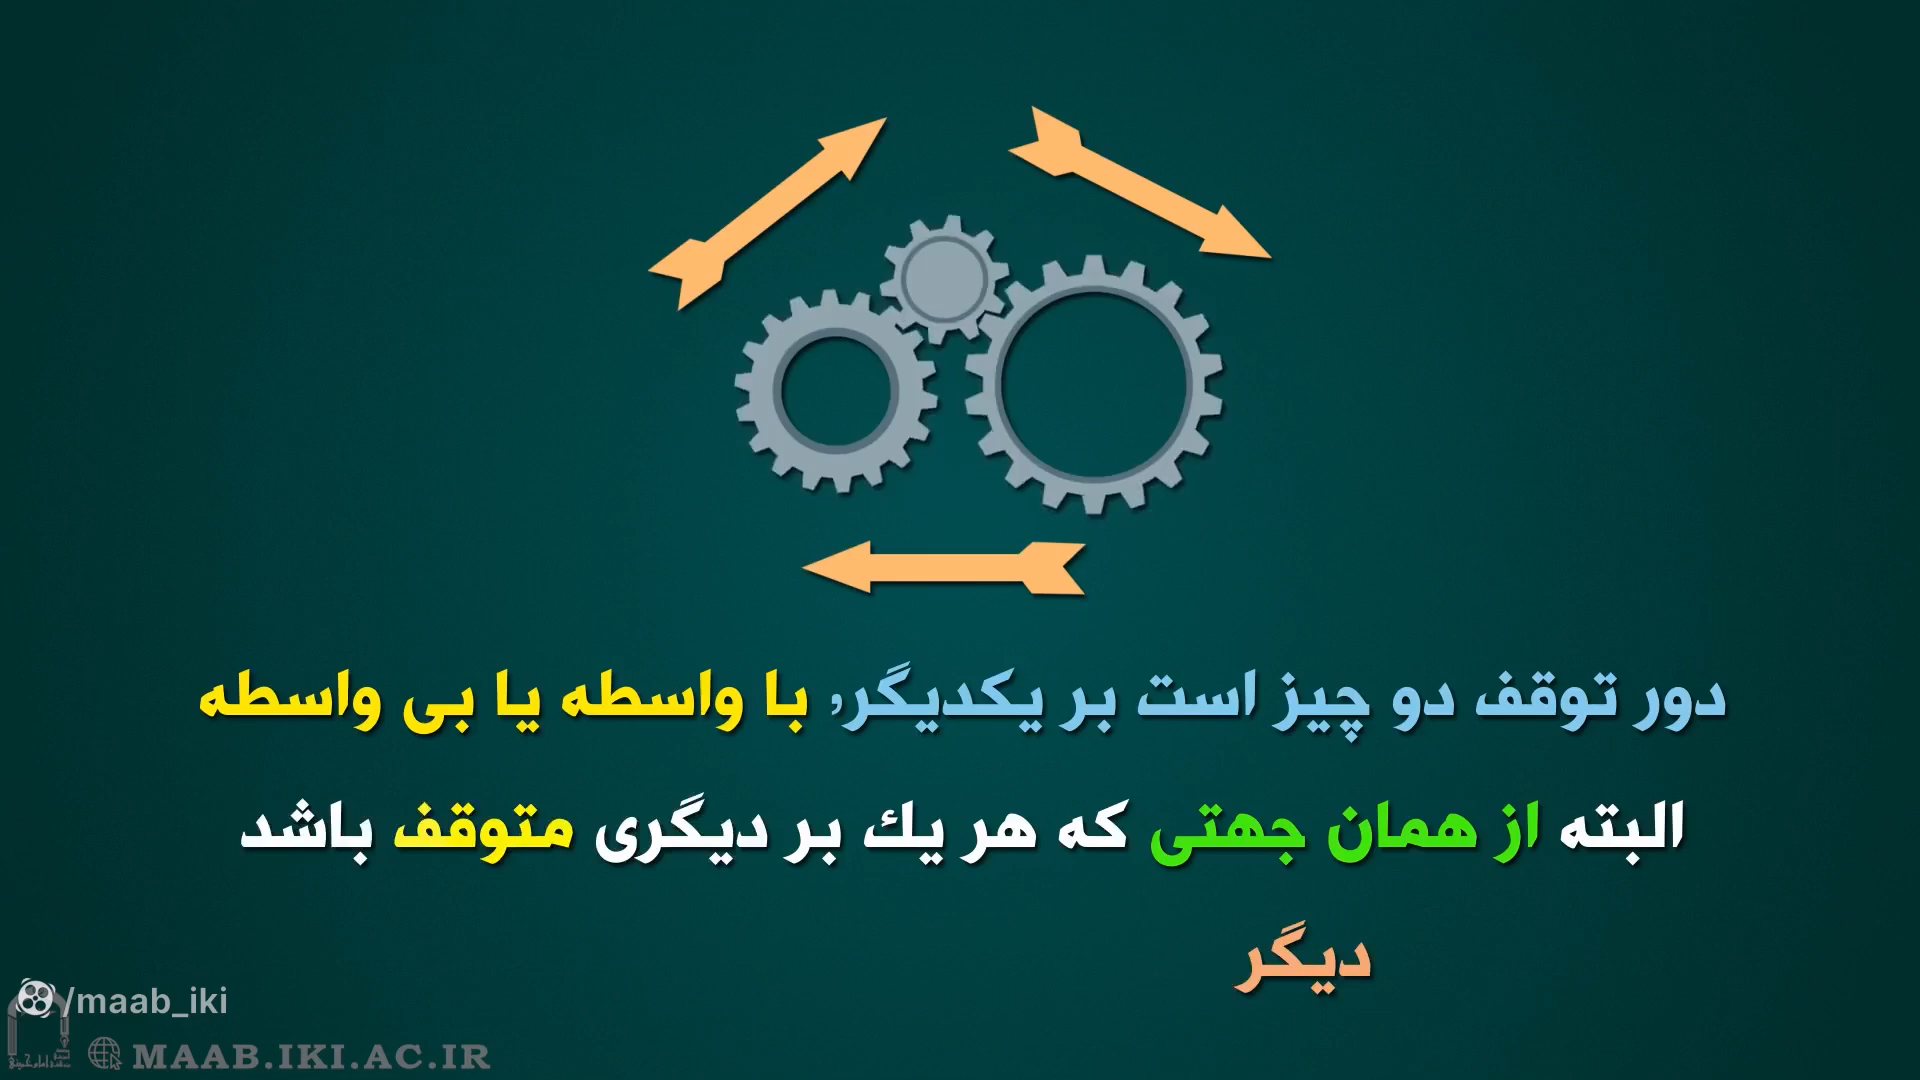 دور توقف دو چیز است بر یکدیگر، با واسطه یا بی واسطه
البته از همان جهتی که هر یك بر دیگری متوقف باشد
دیگر
/maab_iki
MAAB.IKI.AC.IR